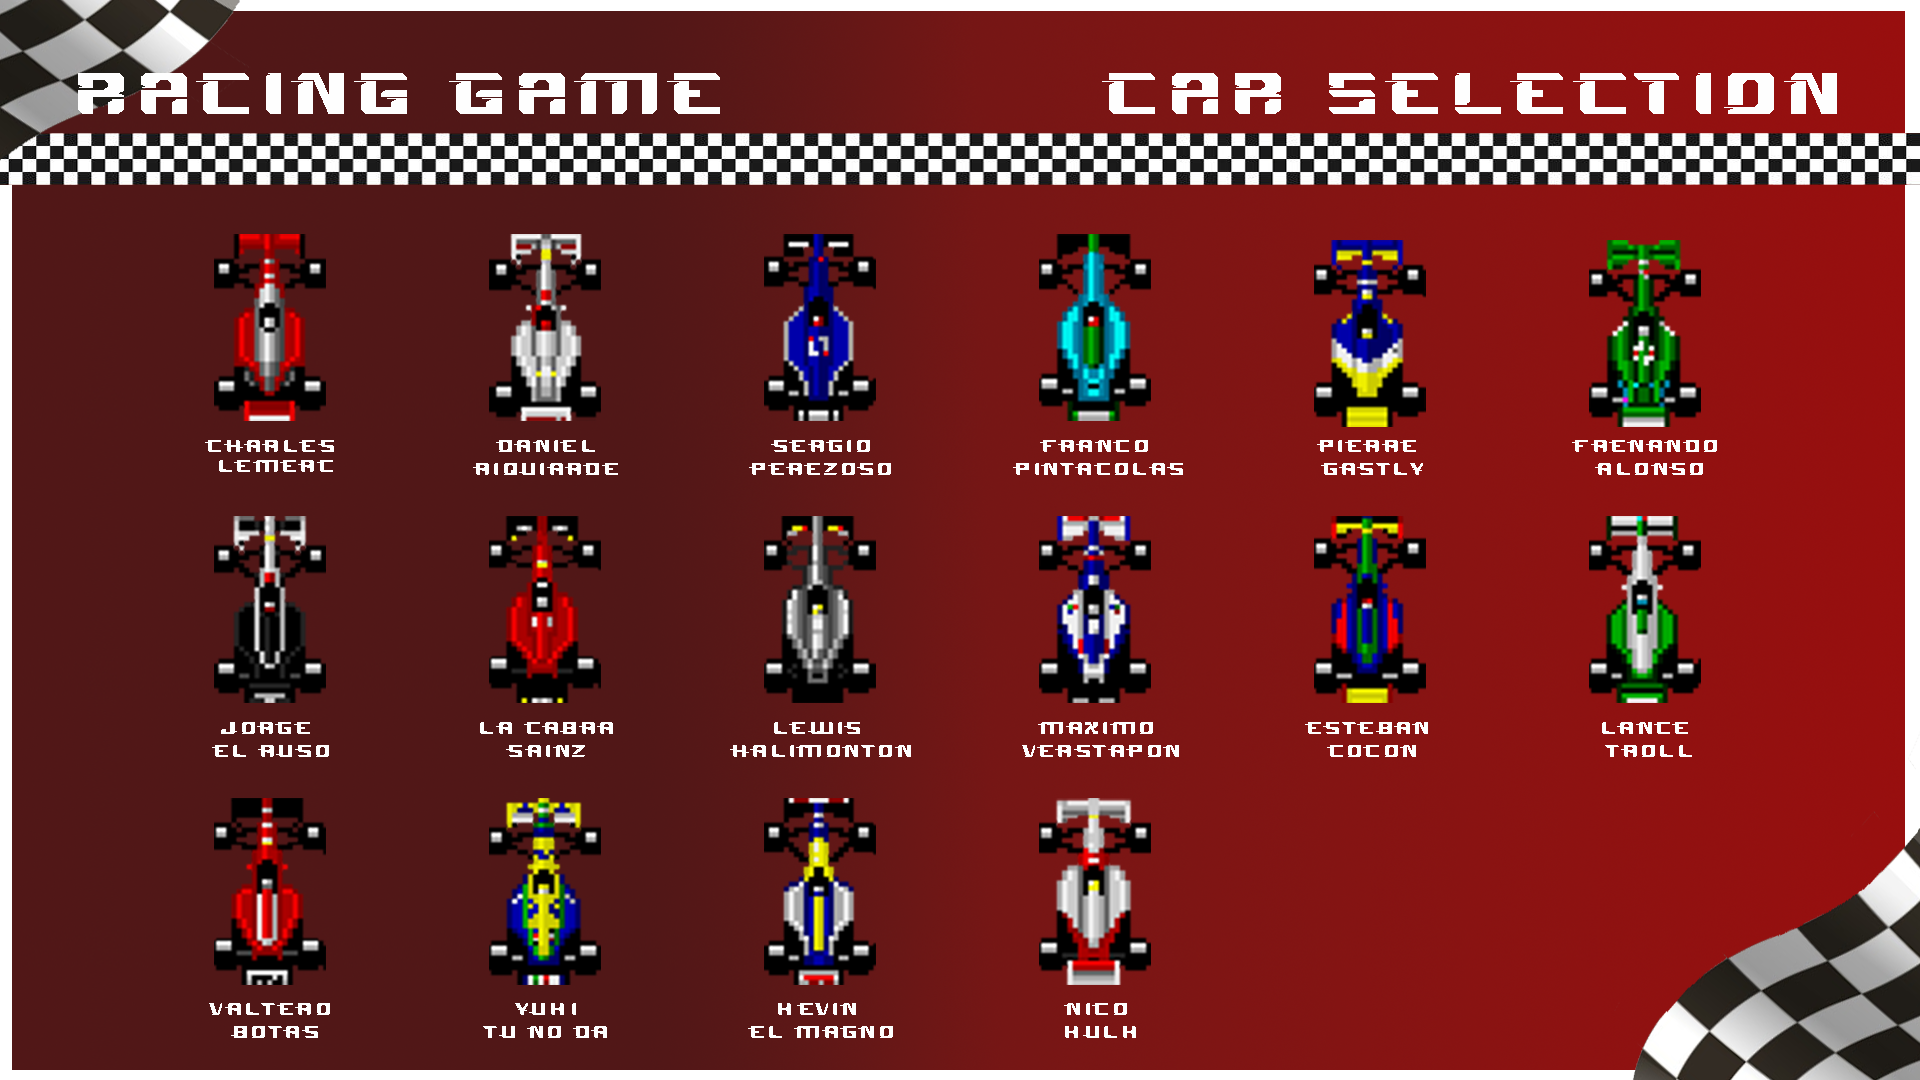 RACING GAME
CAR SELECTION
CHARLES
LEMERC
DANIEL
RIQUIARDE
SERGIO
PEREZOSO
FRANCO
PINTACOLAS
PIERRE
GASTLY
FRENANDO
ALONSO
JORGE
EL RUSO
LA CABRA
SAINZ
LEWIS
HALIMONTON
MAXIMO
VERSTAPON
ESTEBAN
COCON
LANCE
TROLL
VALTERO
BOTAS
YUKI
TU NO DA
KEVIN
EL MAGNO
NICO
HULK